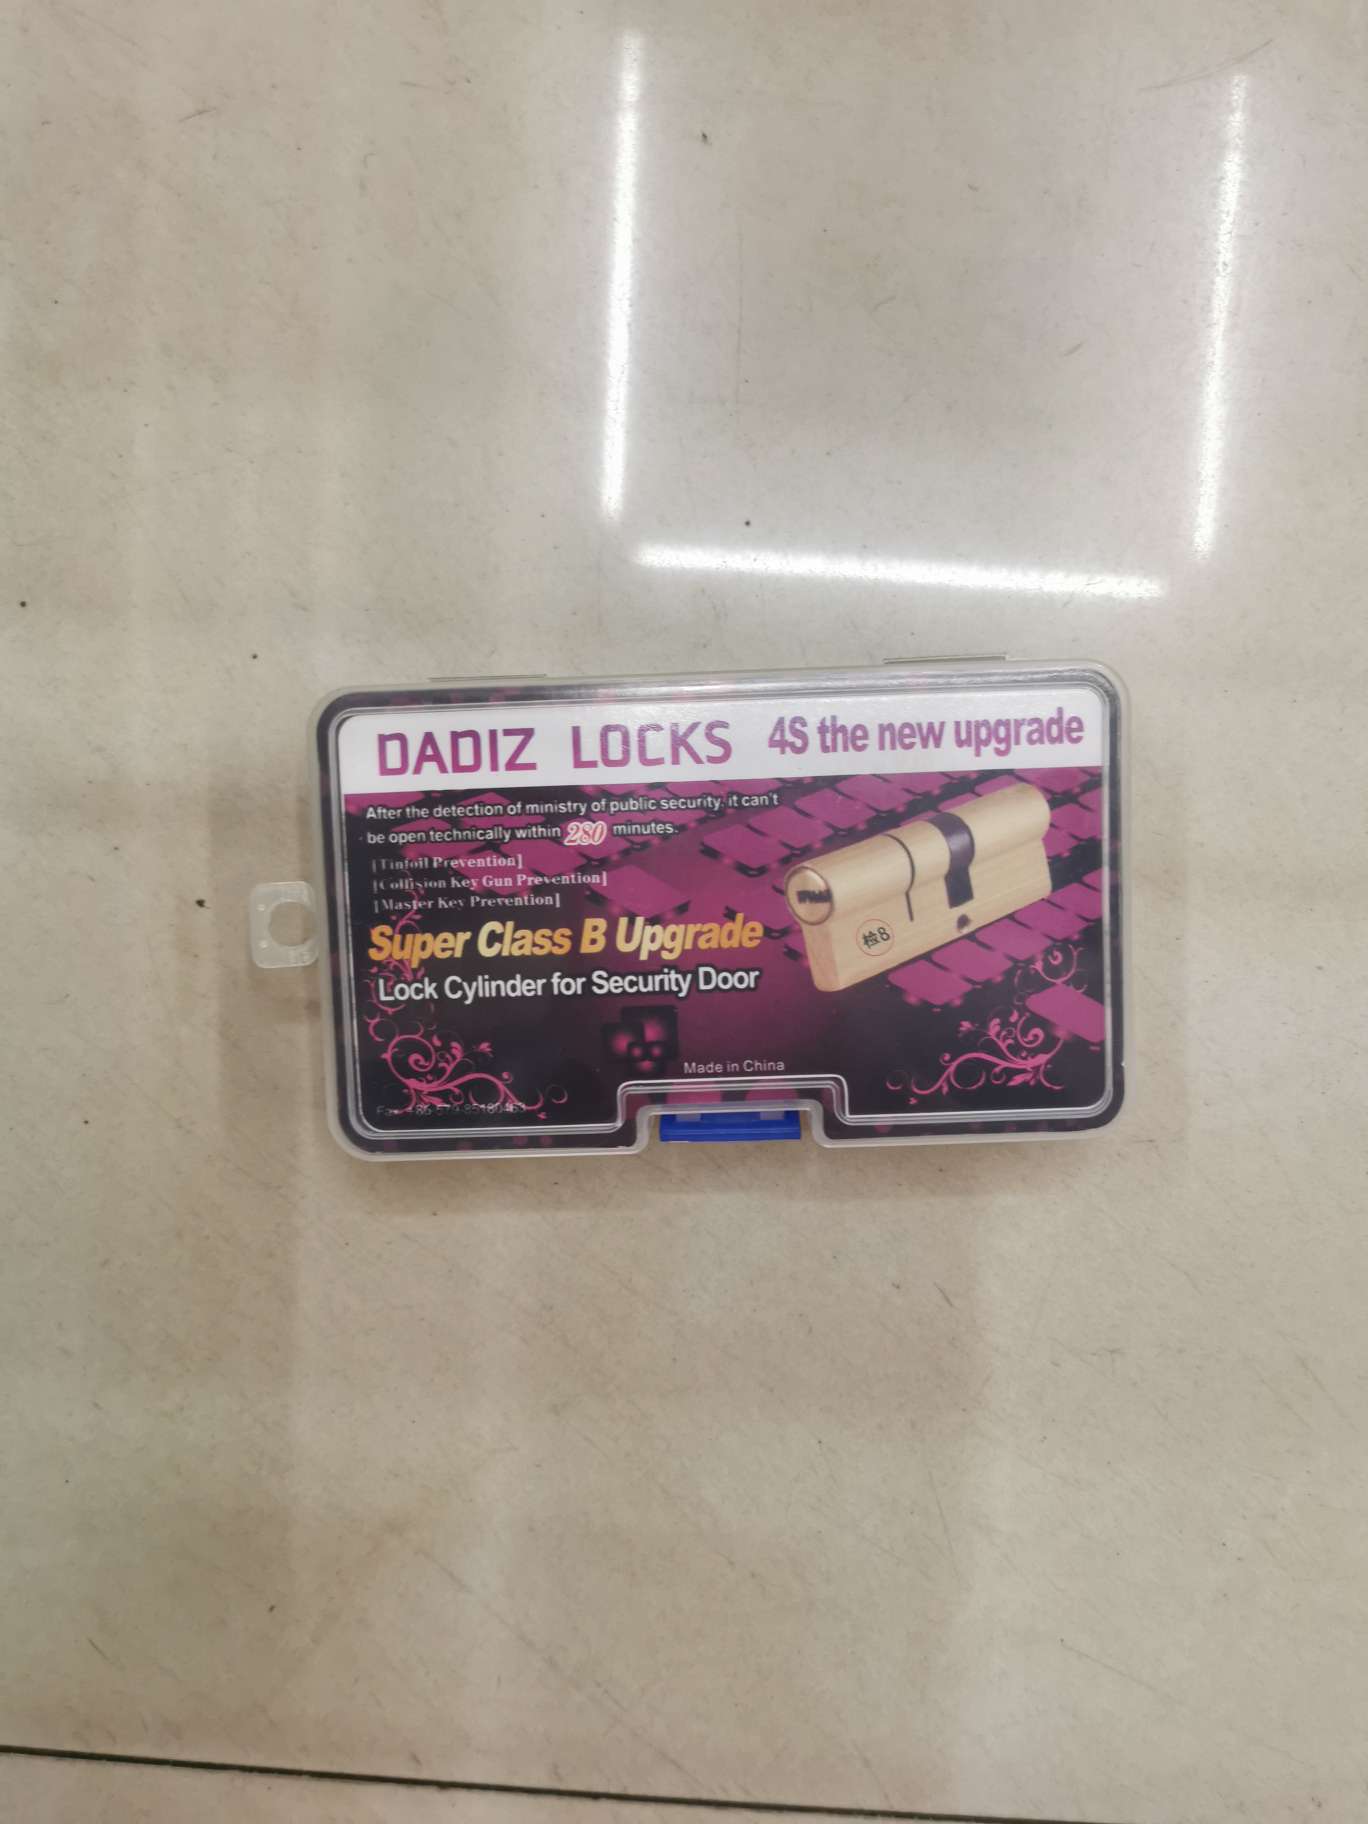 DADIZ LOCKS 4S the new upgrade
After the detection of ministry of public security, it can't
be open technically within 280 minutes.
[Tinfoil Prevention]
[Collision Key Gun Prevention]
[Master Key Prevention]
Super Class B Upgrade
Lock Cylinder for Security Door
检B
Made in China